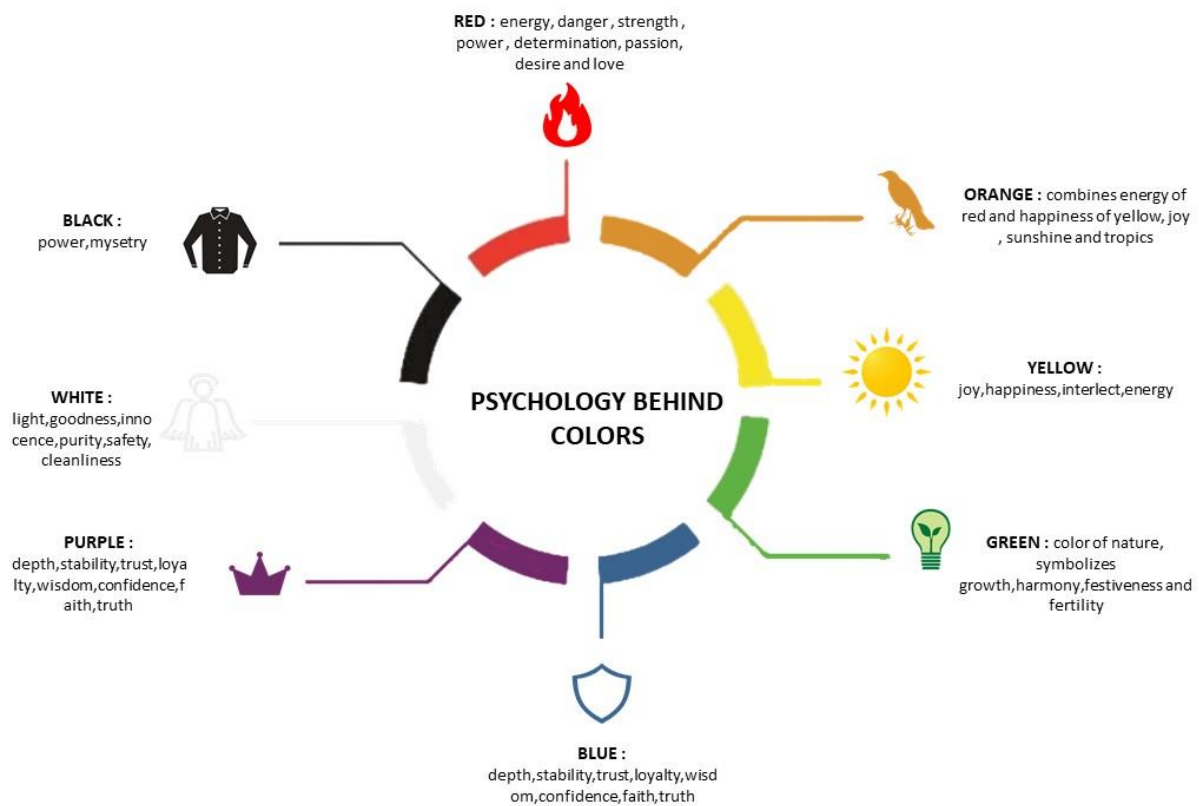 RED : energy, danger , strength ,
power , determination, passion,
desire and love
ORANGE : combines energy of
red and happiness of yellow, joy
, sunshine and tropics
BLACK :
power,mysetry
YELLOW :
joy,happiness,interlect,energy
WHITE :
light,goodness,inno
cence,purity,safety,
cleanliness
PSYCHOLOGY BEHIND
COLORS
PURPLE :
depth,stability,trust,loya
lty,wisdom,confidence,f
aith,truth
GREEN : color of nature,
symbolizes
growth,harmony,festiveness and
fertility
BLUE :
depth,stability,trust,loyalty,wisd
om,confidence,faith,truth